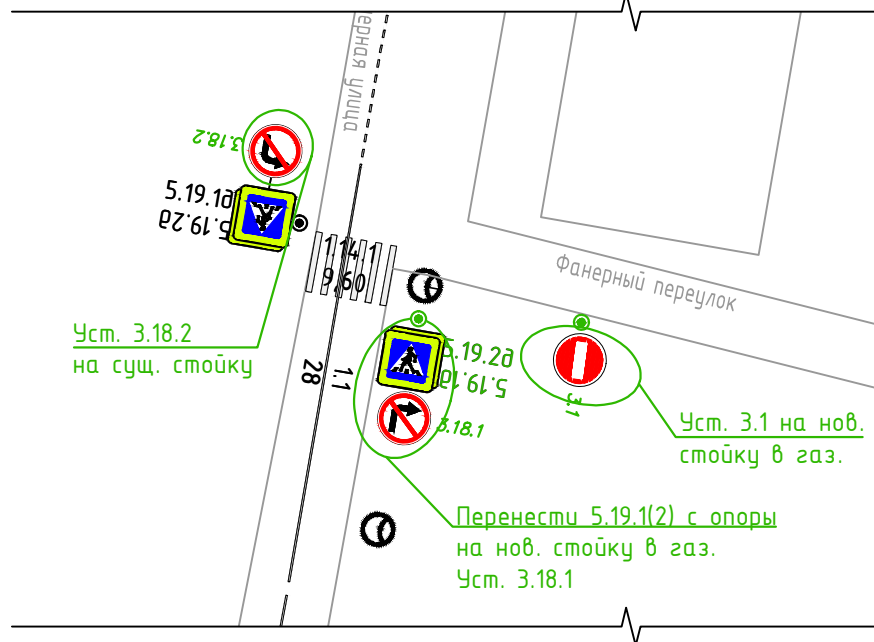 ерная улица
3.18.2
5.19.1д
5.19.2д
1.14.1
9,60
Фанерный переулок
Уст. 3.18.2
на сущ. стойку
28
1.1
5.19.2д
5.19.1д
3.18.1
3.1
Уст. 3.1 на нов.
стойку в газ.
Перенести 5.19.1(2) с опоры
на нов. стойку в газ.
Уст. 3.18.1